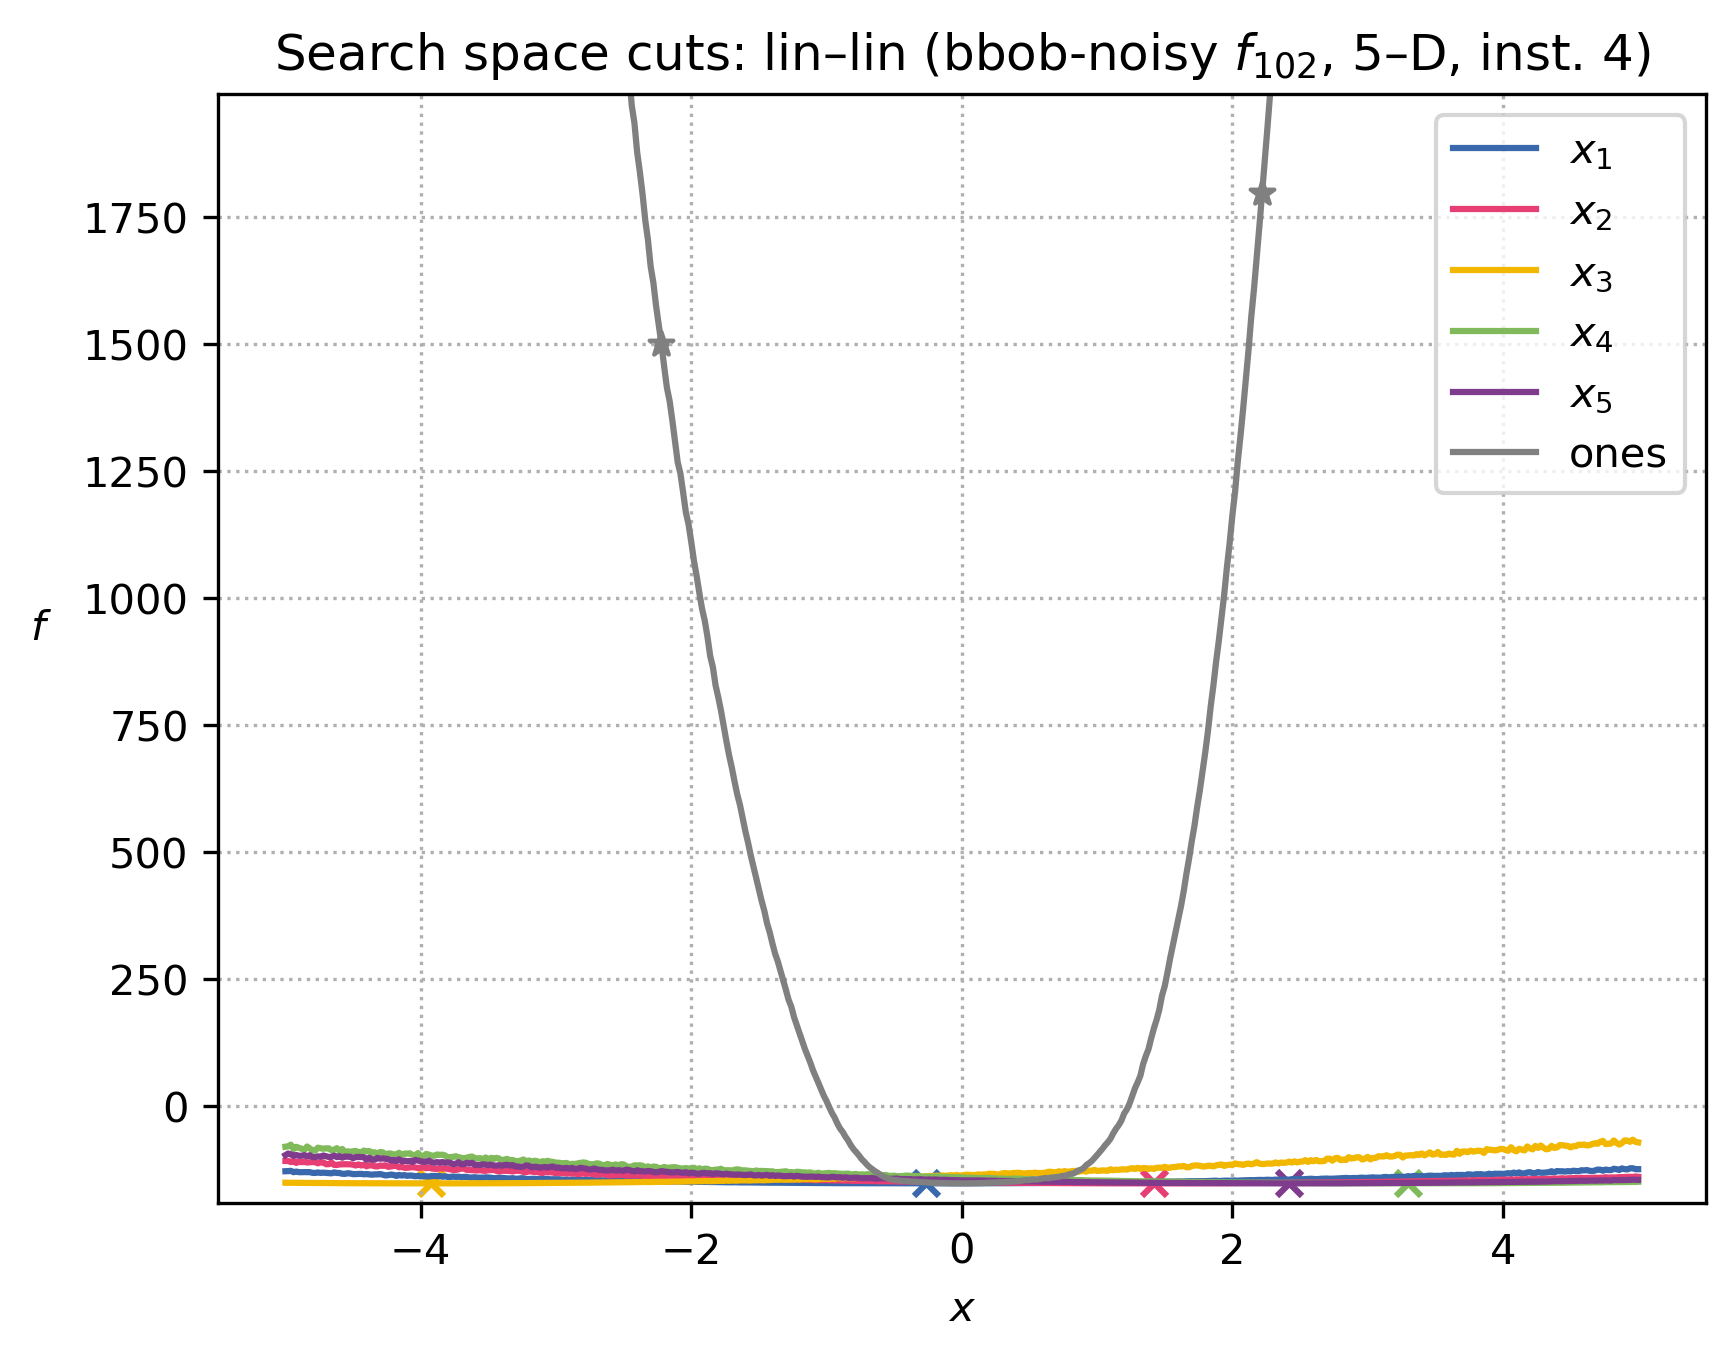 Search space cuts: lin–lin (bbob-noisy f₁₀₂, 5–D, inst. 4)
x₁
x₂
x₃
x₄
x₅
ones
1750
1500
1250
1000
750
500
250
0
f
−4
−2
0
2
4
x